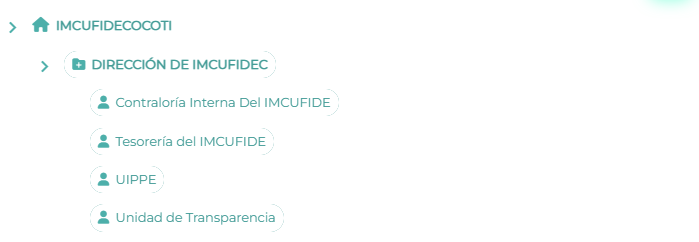 IMCUFIDECOCOTI
DIRECCIÓN DE IMCUFIDEC
Contraloría Interna Del IMCUFIDE
Tesorería del IMCUFIDE
UIPPE
Unidad de Transparencia